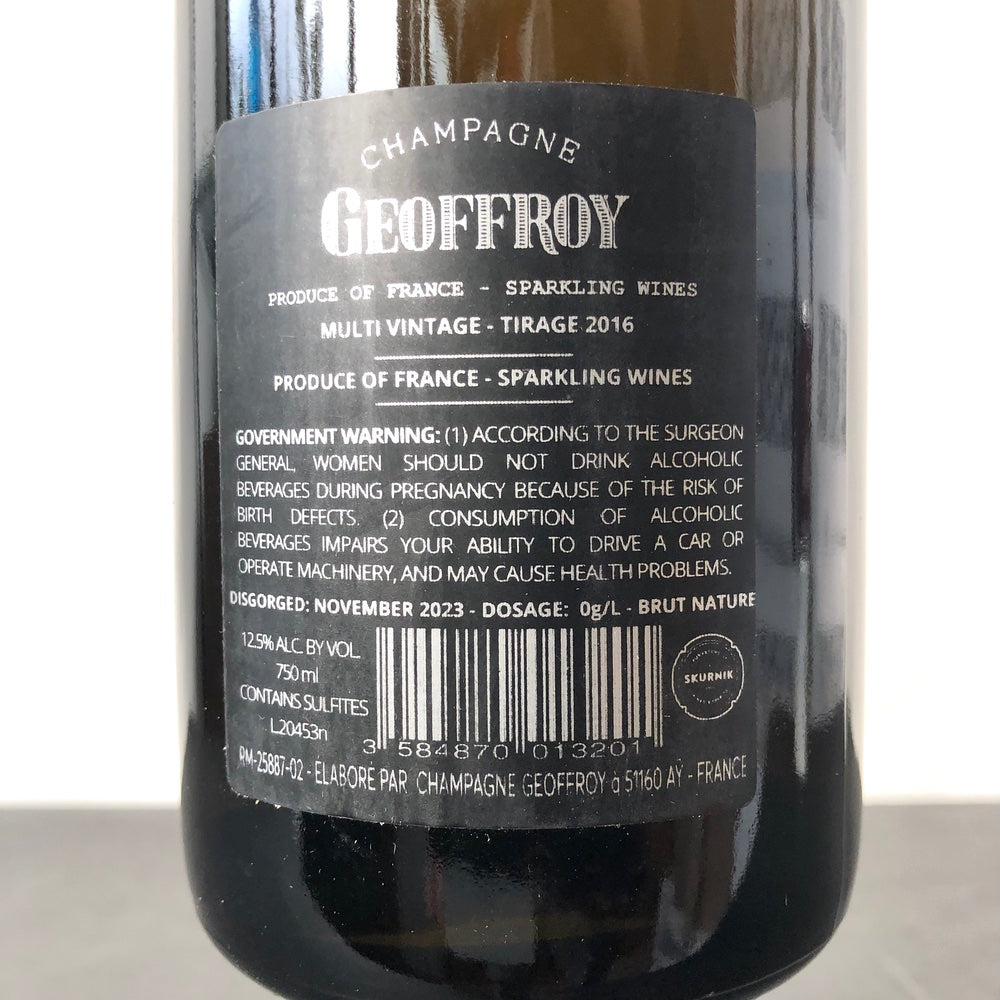 CHAMPAGNE
GEOFFROY
PRODUCE OF FRANCE - SPARKLING WINES
MULTI VINTAGE - TIRAGE 2016
PRODUCE OF FRANCE - SPARKLING WINES
GOVERNMENT WARNING: (1) ACCORDING TO THE SURGEON
GENERAL, WOMEN SHOULD NOT DRINK ALCOHOLIC
BEVERAGES DURING PREGNANCY BECAUSE OF THE RISK OF
BIRTH DEFECTS. (2) CONSUMPTION OF ALCOHOLIC
BEVERAGES IMPAIRS YOUR ABILITY TO DRIVE A CAR OR
OPERATE MACHINERY, AND MAY CAUSE HEALTH PROBLEMS.
DISGORGED: NOVEMBER 2023 - DOSAGE: 0g/L - BRUT NATURE
12.5% ALC. BY VOL.
750 ml
CONTAINS SULFITES
L20453n
3 584870 013201
SKURNIK
RM-25887-02 - ÉLABORÉ PAR CHAMPAGNE GEOFFROY à 51160 AŸ - FRANCE